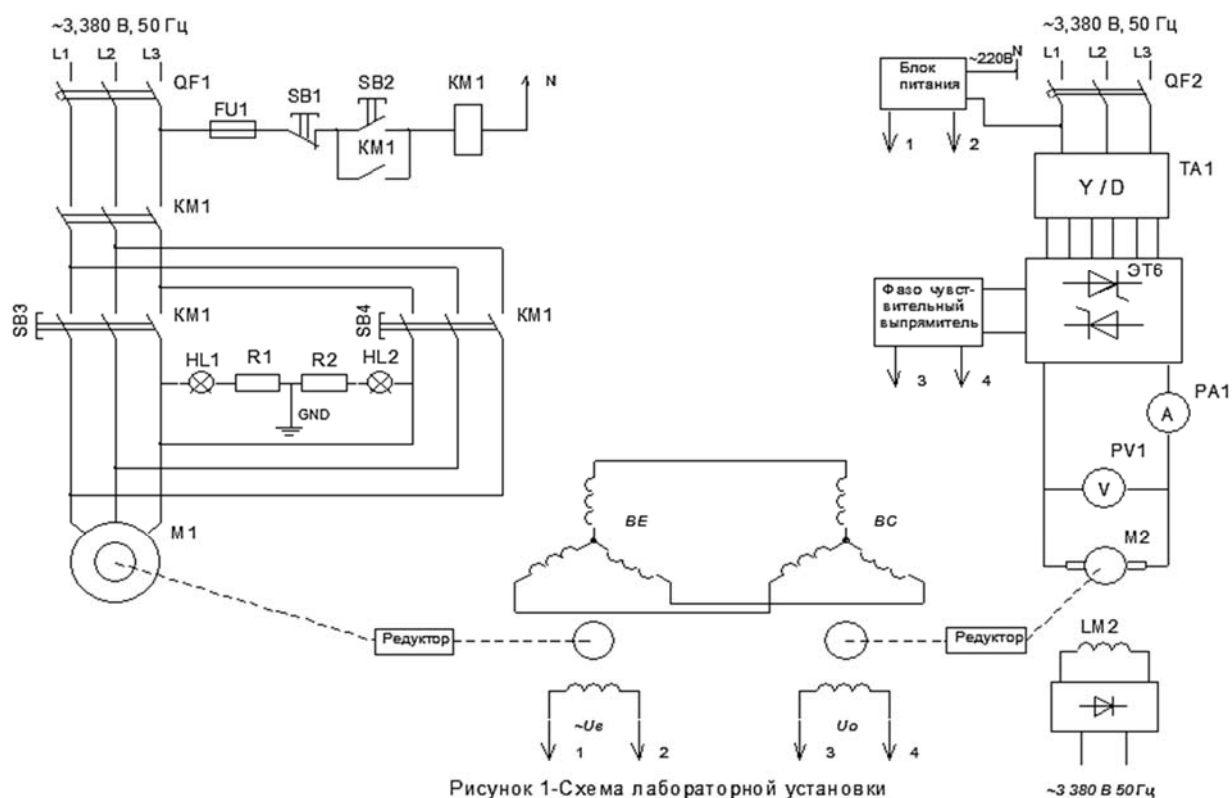 ~3,380 В, 50 Гц
L1 L2 L3
QF1
FU1
SB1
SB2
KM1
N
KM1
KM1
SB3
KM1
SB4
KM1
HL1
R1
R2
HL2
GND
M1
Редуктор
BE
BC
~Uв
1
2
Uo
3
4
Редуктор
~3,380 В, 50 Гц
L1 L2 L3
QF2
Блок
питания
~220В
N
1
2
TA1
Y / D
ЭТ6
Фазо чувст-
вительный
выпрямитель
3
4
PA1
A
PV1
V
M2
LM2
~3 380 В 50Гц
Рисунок 1-Схема лабораторной установки